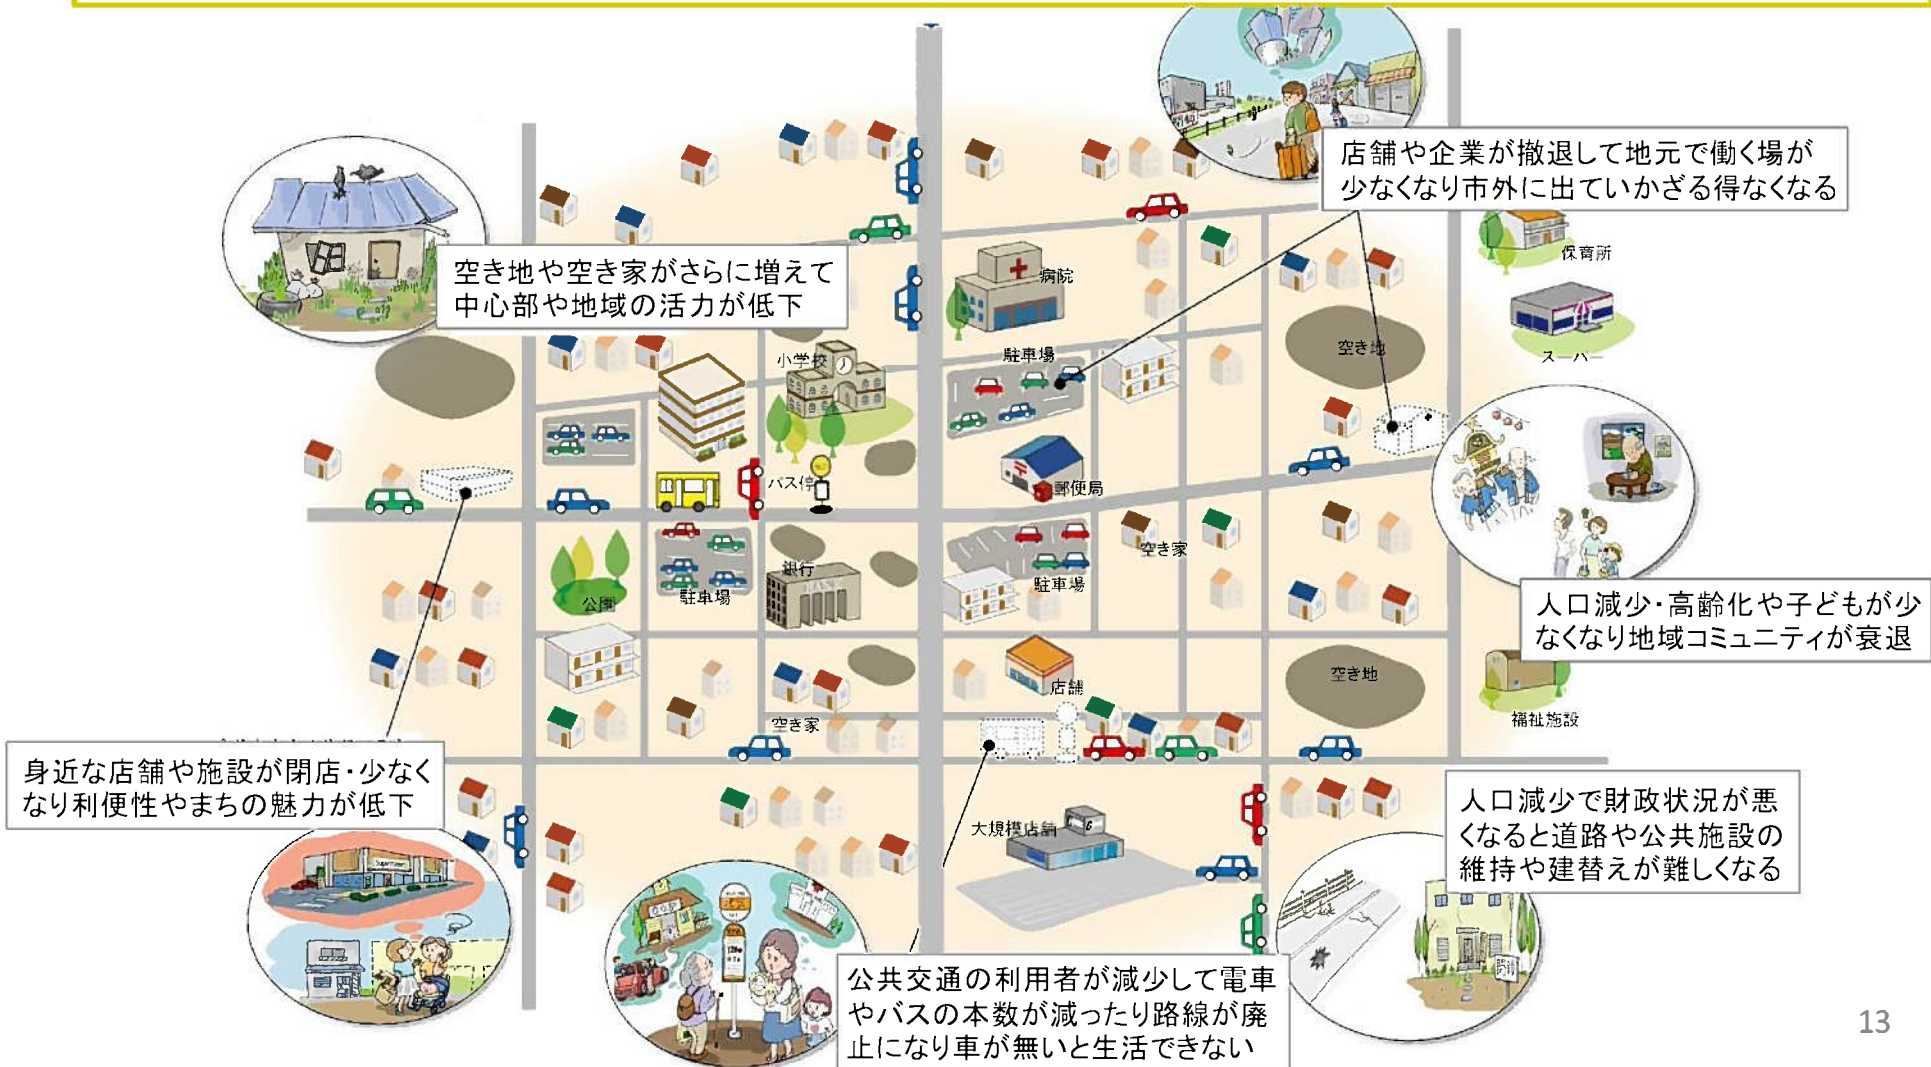 店舗や企業が撤退して地元で働く場が
少なくなり市外に出ていかざる得なくなる
保育所
空き地や空き家がさらに増えて
中心部や地域の活力が低下
病院
スーパー
小学校
駐車場
空き地
バス停
郵便局
空き家
銀行
駐車場
駐車場
公園
人口減少・高齢化や子どもが少
なくなり地域コミュニティが衰退
空き地
店舗
福祉施設
空き家
身近な店舗や施設が閉店・少なく
なり利便性やまちの魅力が低下
大規模店舗
人口減少で財政状況が悪
くなると道路や公共施設の
維持や建替えが難しくなる
公共交通の利用者が減少して電車
やバスの本数が減ったり路線が廃
止になり車が無いと生活できない
13